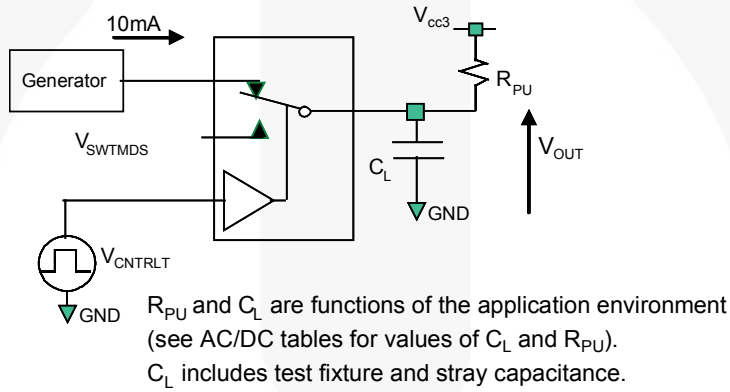 10mA
V_cc3
Generator
R_PU
V_SWTMDS
C_L
V_OUT
GND
V_CNTRLT
GND
R_PU and C_L are functions of the application environment
(see AC/DC tables for values of C_L and R_PU).
C_L includes test fixture and stray capacitance.